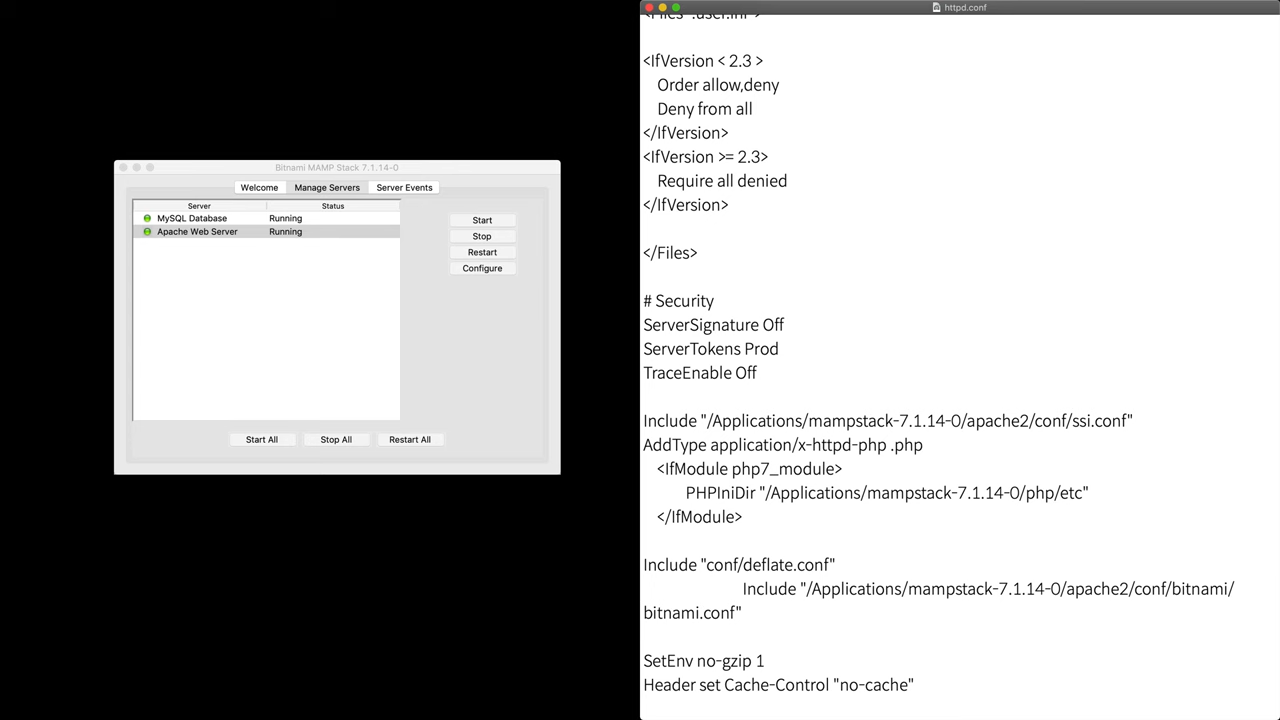 Bitnami MAMP Stack 7.1.14-0
Welcome
Manage Servers
Server Events
Server Status
MySQL Database Running
Apache Web Server Running
Start
Stop
Restart
Configure
Start All
Stop All
Restart All
httpd.conf
<IfVersion < 2.3 >
Order allow,deny
Deny from all
</IfVersion>
<IfVersion >= 2.3>
Require all denied
</IfVersion>
</Files>
# Security
ServerSignature Off
ServerTokens Prod
TraceEnable Off
Include "/Applications/mampstack-7.1.14-0/apache2/conf/ssi.conf"
AddType application/x-httpd-php .php
<IfModule php7_module>
PHPIniDir "/Applications/mampstack-7.1.14-0/php/etc"
</IfModule>
Include "conf/deflate.conf"
Include "/Applications/mampstack-7.1.14-0/apache2/conf/bitnami/
bitnami.conf"
SetEnv no-gzip 1
Header set Cache-Control "no-cache"